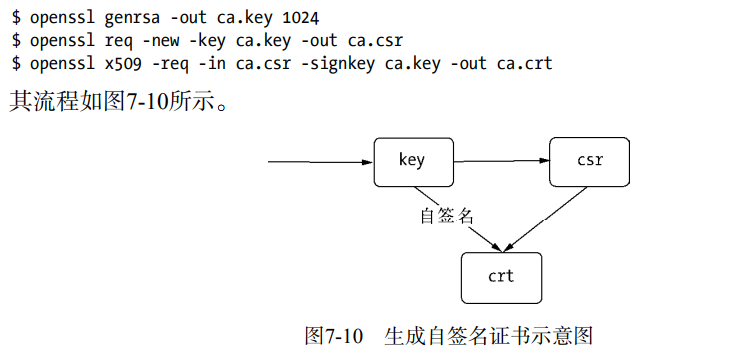 $ openssl genrsa -out ca.key 1024
$ openssl req -new -key ca.key -out ca.csr
$ openssl x509 -req -in ca.csr -signkey ca.key -out ca.crt
其流程如图7-10所示。
key
csr
自签名
crt
图7-10 生成自签名证书示意图